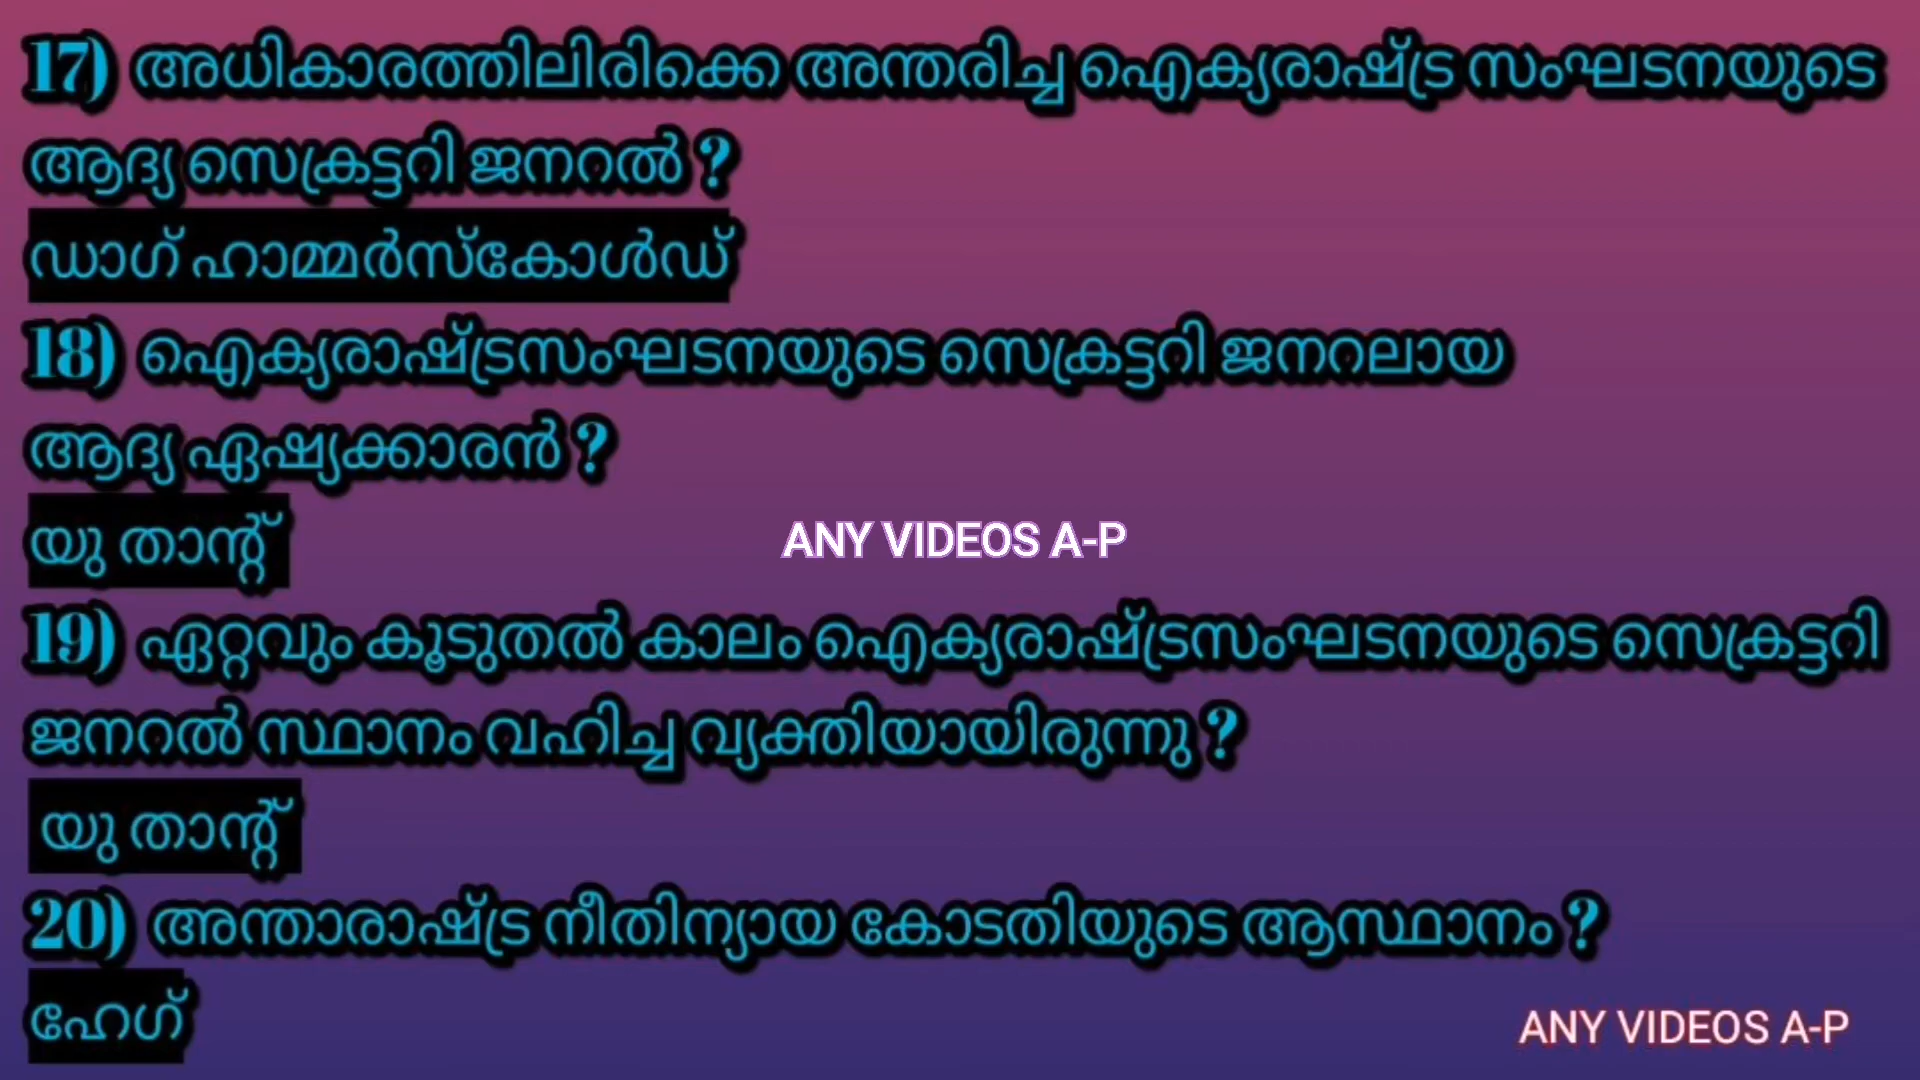 17) അധികാരത്തിലിരിക്കെ അന്തരിച്ച ഐക്യരാഷ്ട്ര സംഘടനയുടെ
ആദ്യ സെക്രട്ടറി ജനറൽ ?
ഡാഗ് ഹാമ്മർസ്കോൾഡ്
18) ഐക്യരാഷ്ട്രസംഘടനയുടെ സെക്രട്ടറി ജനറലായ
ആദ്യ ഏഷ്യക്കാരൻ ?
യു താന്റ്
ANY VIDEOS A-P
19) ഏറ്റവും കൂടുതൽ കാലം ഐക്യരാഷ്ട്രസംഘടനയുടെ സെക്രട്ടറി
ജനറൽ സ്ഥാനം വഹിച്ച വ്യക്തിയായിരുന്നു ?
യു താന്റ്
20) അന്താരാഷ്ട്ര നീതിന്യായ കോടതിയുടെ ആസ്ഥാനം ?
ഹേഗ്
ANY VIDEOS A-P